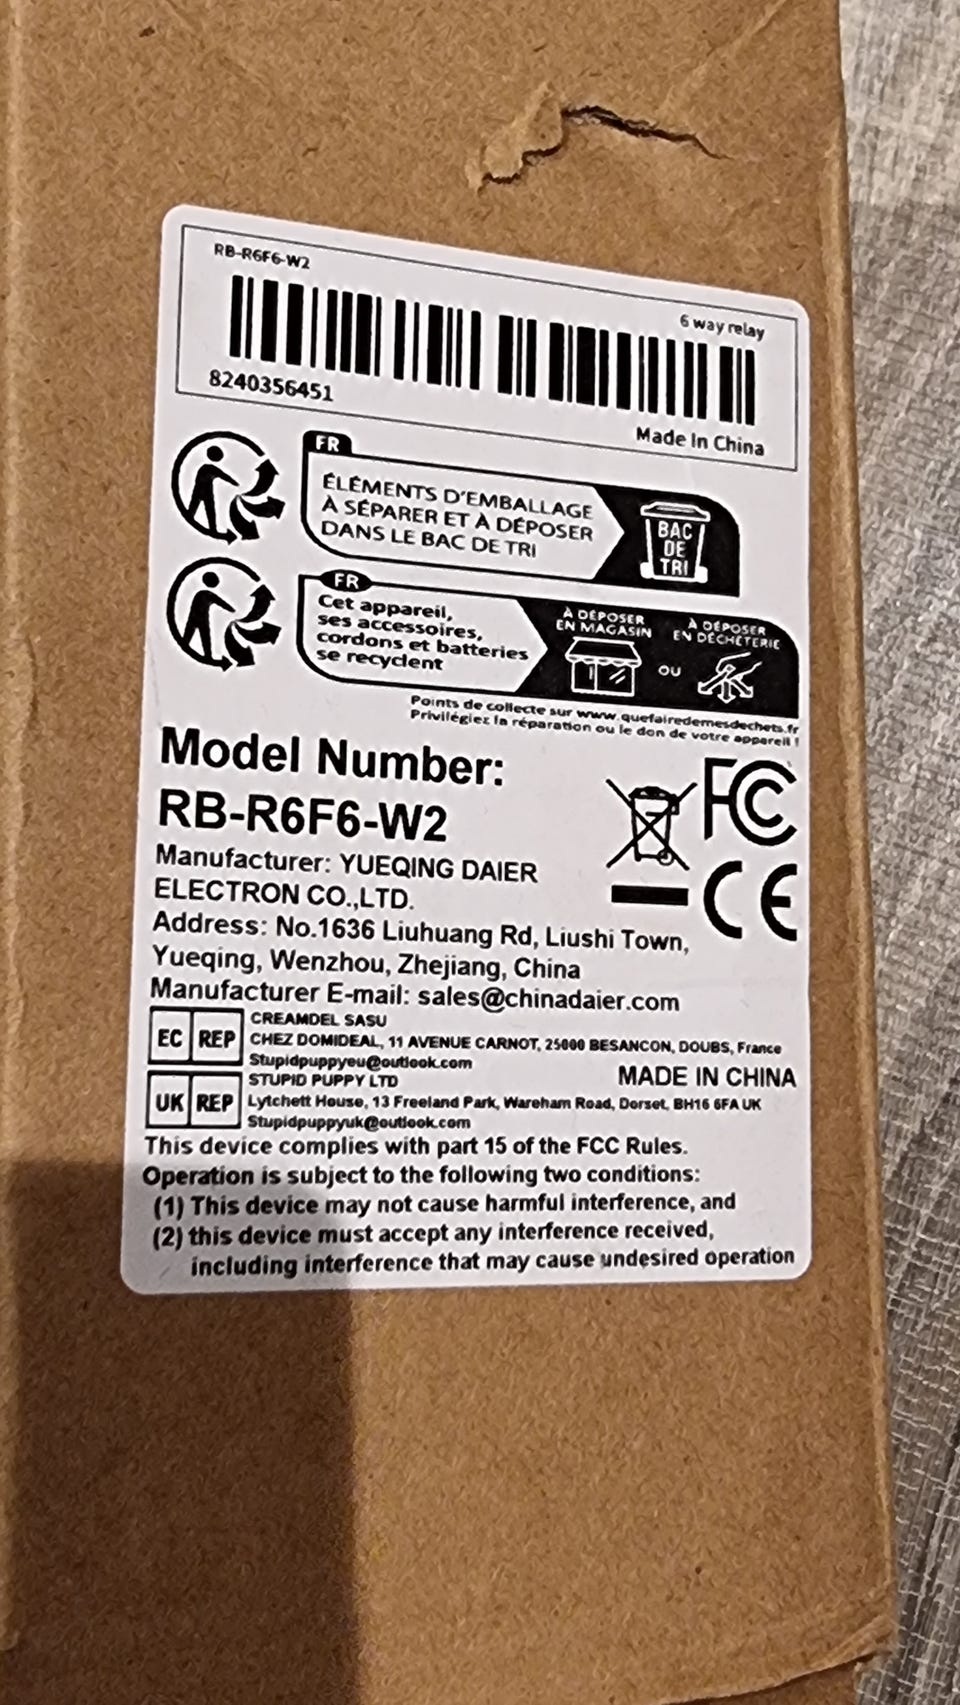 RB-R6F6-W2
6 way relay
8240356451
Made In China
FR
ÉLÉMENTS D'EMBALLAGE
À SÉPARER ET À DÉPOSER
DANS LE BAC DE TRI
BAC
DE
TRI
FR
Cet appareil,
ses accessoires,
cordons et batteries
se recyclent
À DÉPOSER
EN MAGASIN
OU
À DÉPOSER
EN DÉCHÈTERIE
Points de collecte sur www.quefairedemesdechets.fr
Privilégiez la réparation ou le don de votre appareil !
Model Number:
RB-R6F6-W2
FC
CE
Manufacturer: YUEQING DAIER
ELECTRON CO.,LTD.
Address: No.1636 Liuhuang Rd, Liushi Town,
Yueqing, Wenzhou, Zhejiang, China
Manufacturer E-mail: sales@chinadaier.com
EC REP
CREAMDEL SASU
CHEZ DOMIDEAL, 11 AVENUE CARNOT, 25000 BESANCON, DOUBS, France
Stupidpuppyeu@outlook.com
MADE IN CHINA
UK REP
STUPID PUPPY LTD
Lytchett House, 13 Freeland Park, Wareham Road, Dorset, BH16 6FA UK
Stupidpuppyuk@outlook.com
This device complies with part 15 of the FCC Rules.
Operation is subject to the following two conditions:
(1) This device may not cause harmful interference, and
(2) this device must accept any interference received,
including interference that may cause undesired operation